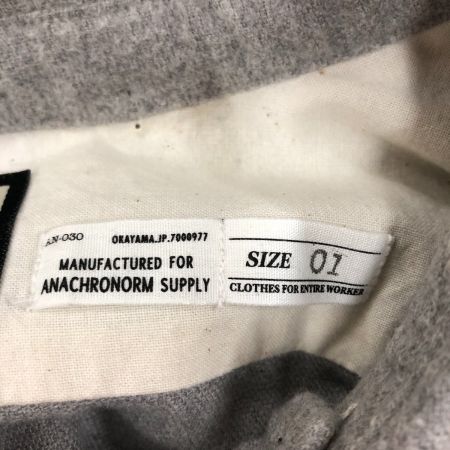 AN-030 OKAYAMA.JP.7000977
MANUFACTURED FOR
ANACHRONORM SUPPLY
SIZE 01
CLOTHES FOR ENTIRE WORKER